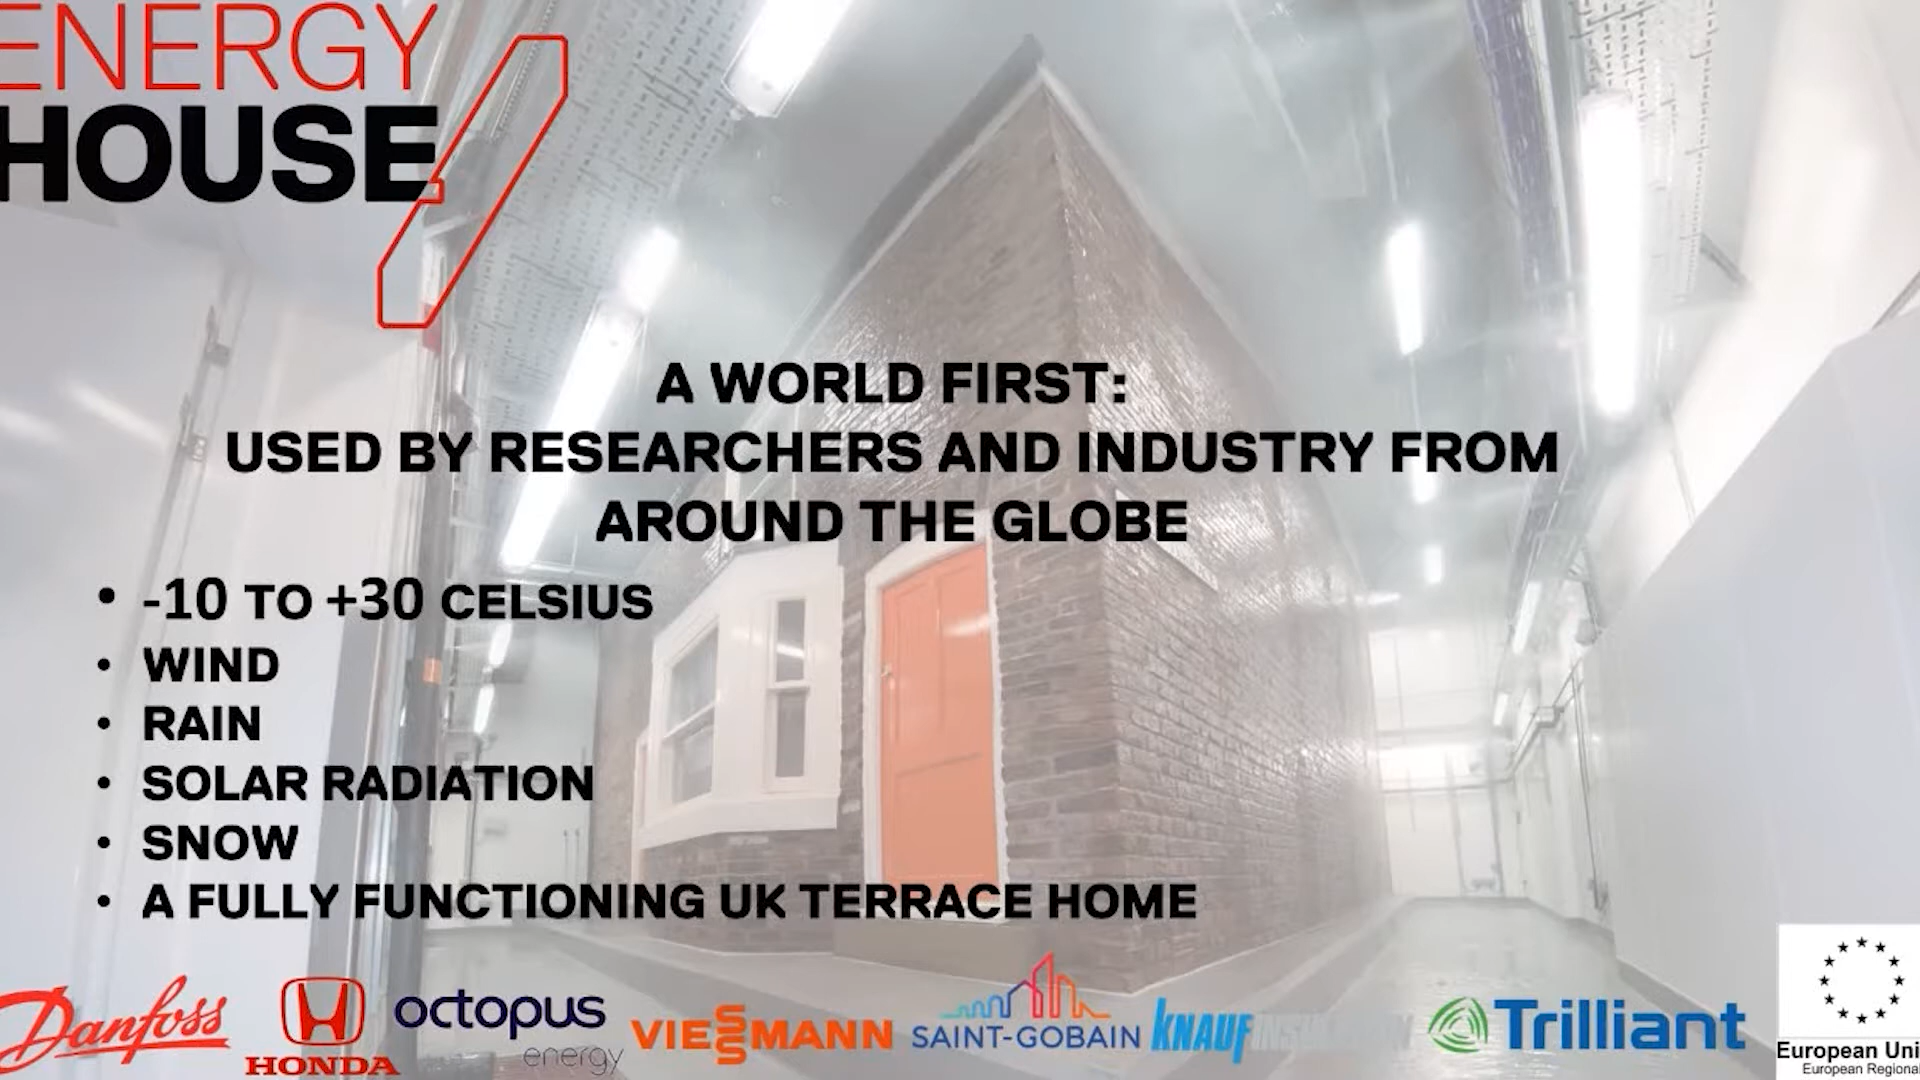 ENERGY
HOUSE
A WORLD FIRST:
USED BY RESEARCHERS AND INDUSTRY FROM
AROUND THE GLOBE
• -10 TO +30 CELSIUS
• WIND
• RAIN
• SOLAR RADIATION
• SNOW
• A FULLY FUNCTIONING UK TERRACE HOME
Danfoss
HONDA
octopus
energy
VIESSMANN
SAINT-GOBAIN
KNAUF INSULATION
Trilliant
European Uni
European Regiona